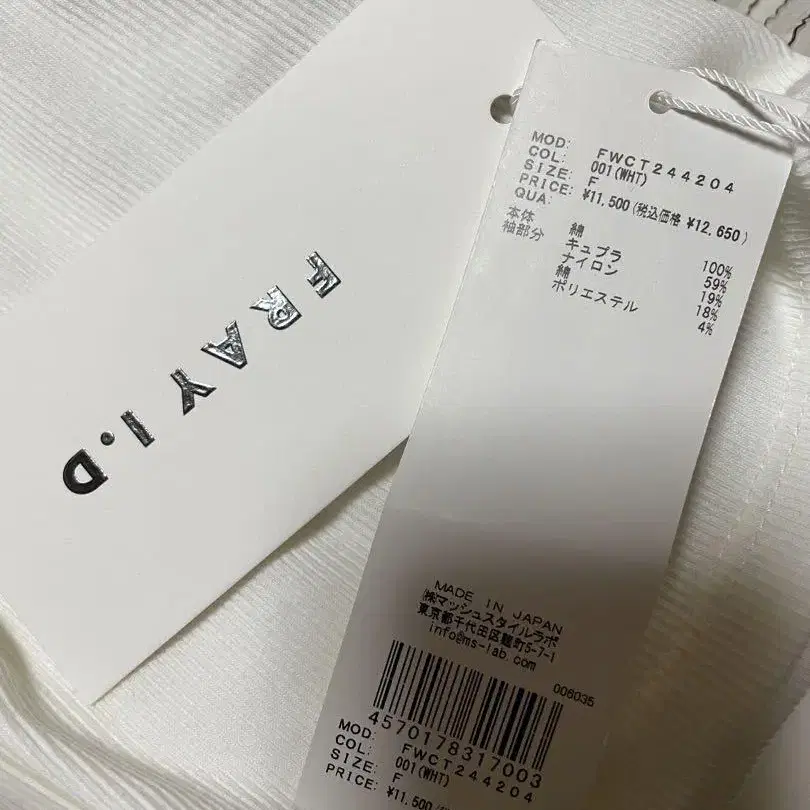 FRAY I.D
MOD: FWCT244204
COL: 001(WHT)
SIZE: F
PRICE: ¥11,500(税込価格 ¥12,650)
QUA:
本体 綿 100%
袖部分 キュプラ 59%
ナイロン 19%
綿 18%
ポリエステル 4%
MADE IN JAPAN
㈱マッシュスタイルラボ
東京都千代田区麹町5-7-1
info@ms-lab.com
006035
4570178317003
MOD: FWCT244204
COL: 001(WHT)
SIZE: F
PRICE: ¥11,500